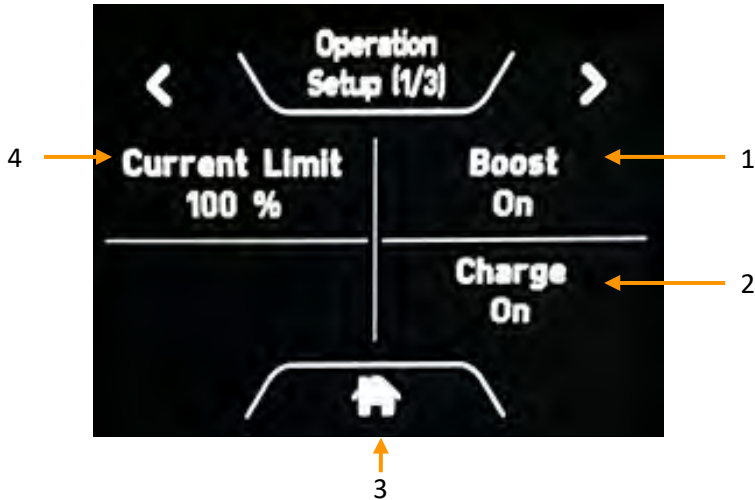 Operation
Setup (1/3)
4
Current Limit
100 %
Boost
On
1
Charge
On
2
3